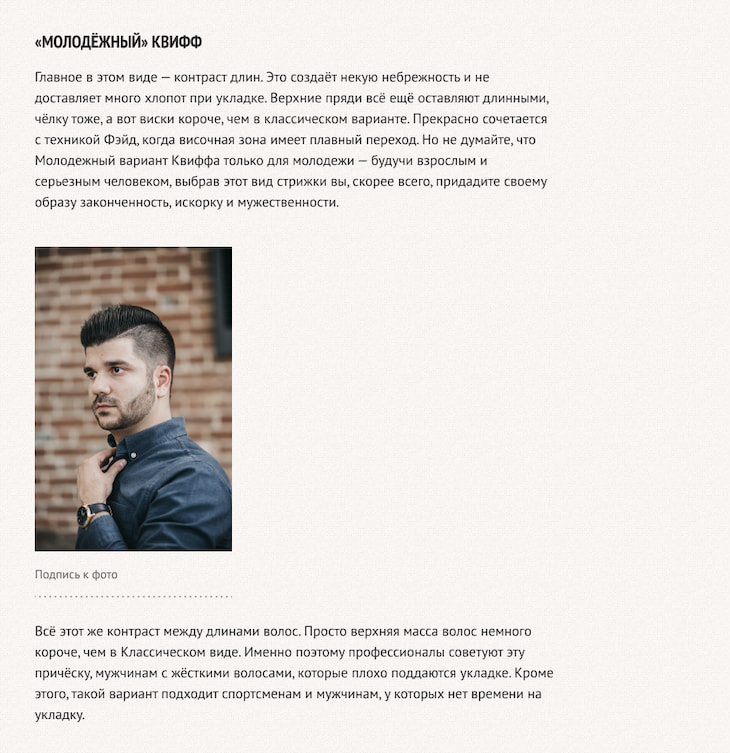 «МОЛОДЁЖНЫЙ» КВИФФ
Главное в этом виде — контраст длин. Это создаёт некую небрежность и не
доставляет много хлопот при укладке. Верхние пряди всё ещё оставляют длинными,
чёлку тоже, а вот виски короче, чем в классическом варианте. Прекрасно сочетается
с техникой Фэйд, когда височная зона имеет плавный переход. Но не думайте, что
Молодежный вариант Квиффа только для молодежи — будучи взрослым и
серьезным человеком, выбрав этот вид стрижки вы, скорее всего, придадите своему
образу законченность, искорку и мужественности.
Подпись к фото
Всё этот же контраст между длинами волос. Просто верхняя масса волос немного
короче, чем в Классическом виде. Именно поэтому профессионалы советуют эту
причёску, мужчинам с жёсткими волосами, которые плохо поддаются укладке. Кроме
этого, такой вариант подходит спортсменам и мужчинам, у которых нет времени на
укладку.